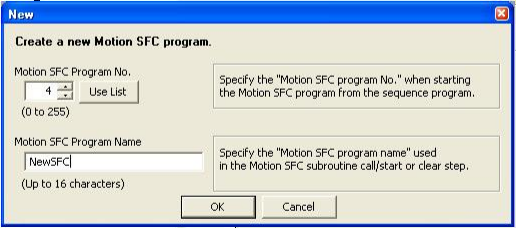 New
Create a new Motion SFC program.
Motion SFC Program No.
4
Use List
(0 to 255)
Specify the "Motion SFC program No." when starting
the Motion SFC program from the sequence program.
Motion SFC Program Name
NewSFC
(Up to 16 characters)
Specify the "Motion SFC program name" used
in the Motion SFC subroutine call/start or clear step.
OK
Cancel